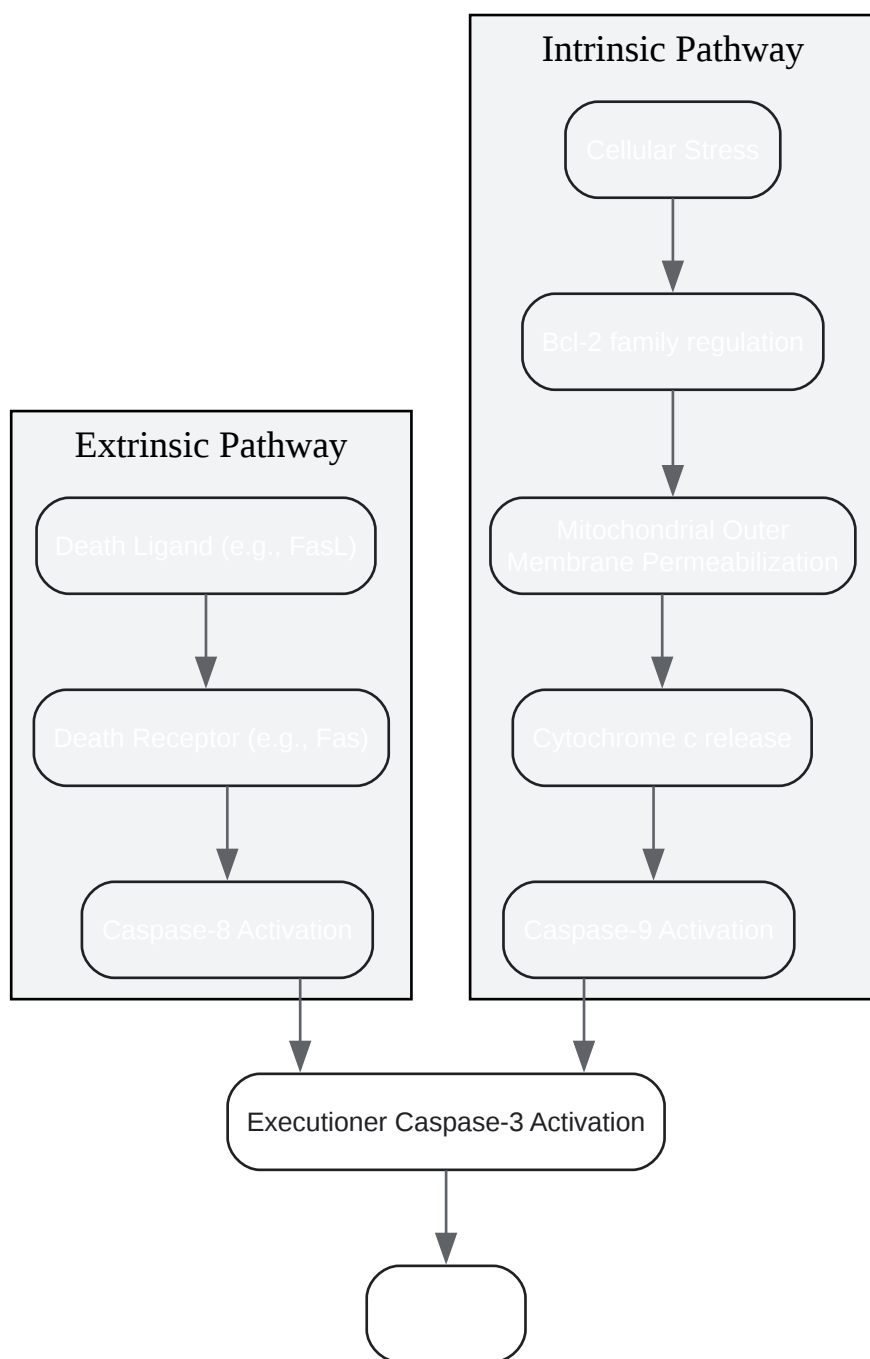 Intrinsic Pathway
Cellular Stress
Bcl-2 family regulation
Mitochondrial Outer
Membrane Permeabilization
Cytochrome c release
Caspase-9 Activation
Extrinsic Pathway
Death Ligand (e.g., FasL)
Death Receptor (e.g., Fas)
Caspase-8 Activation
Executioner Caspase-3 Activation